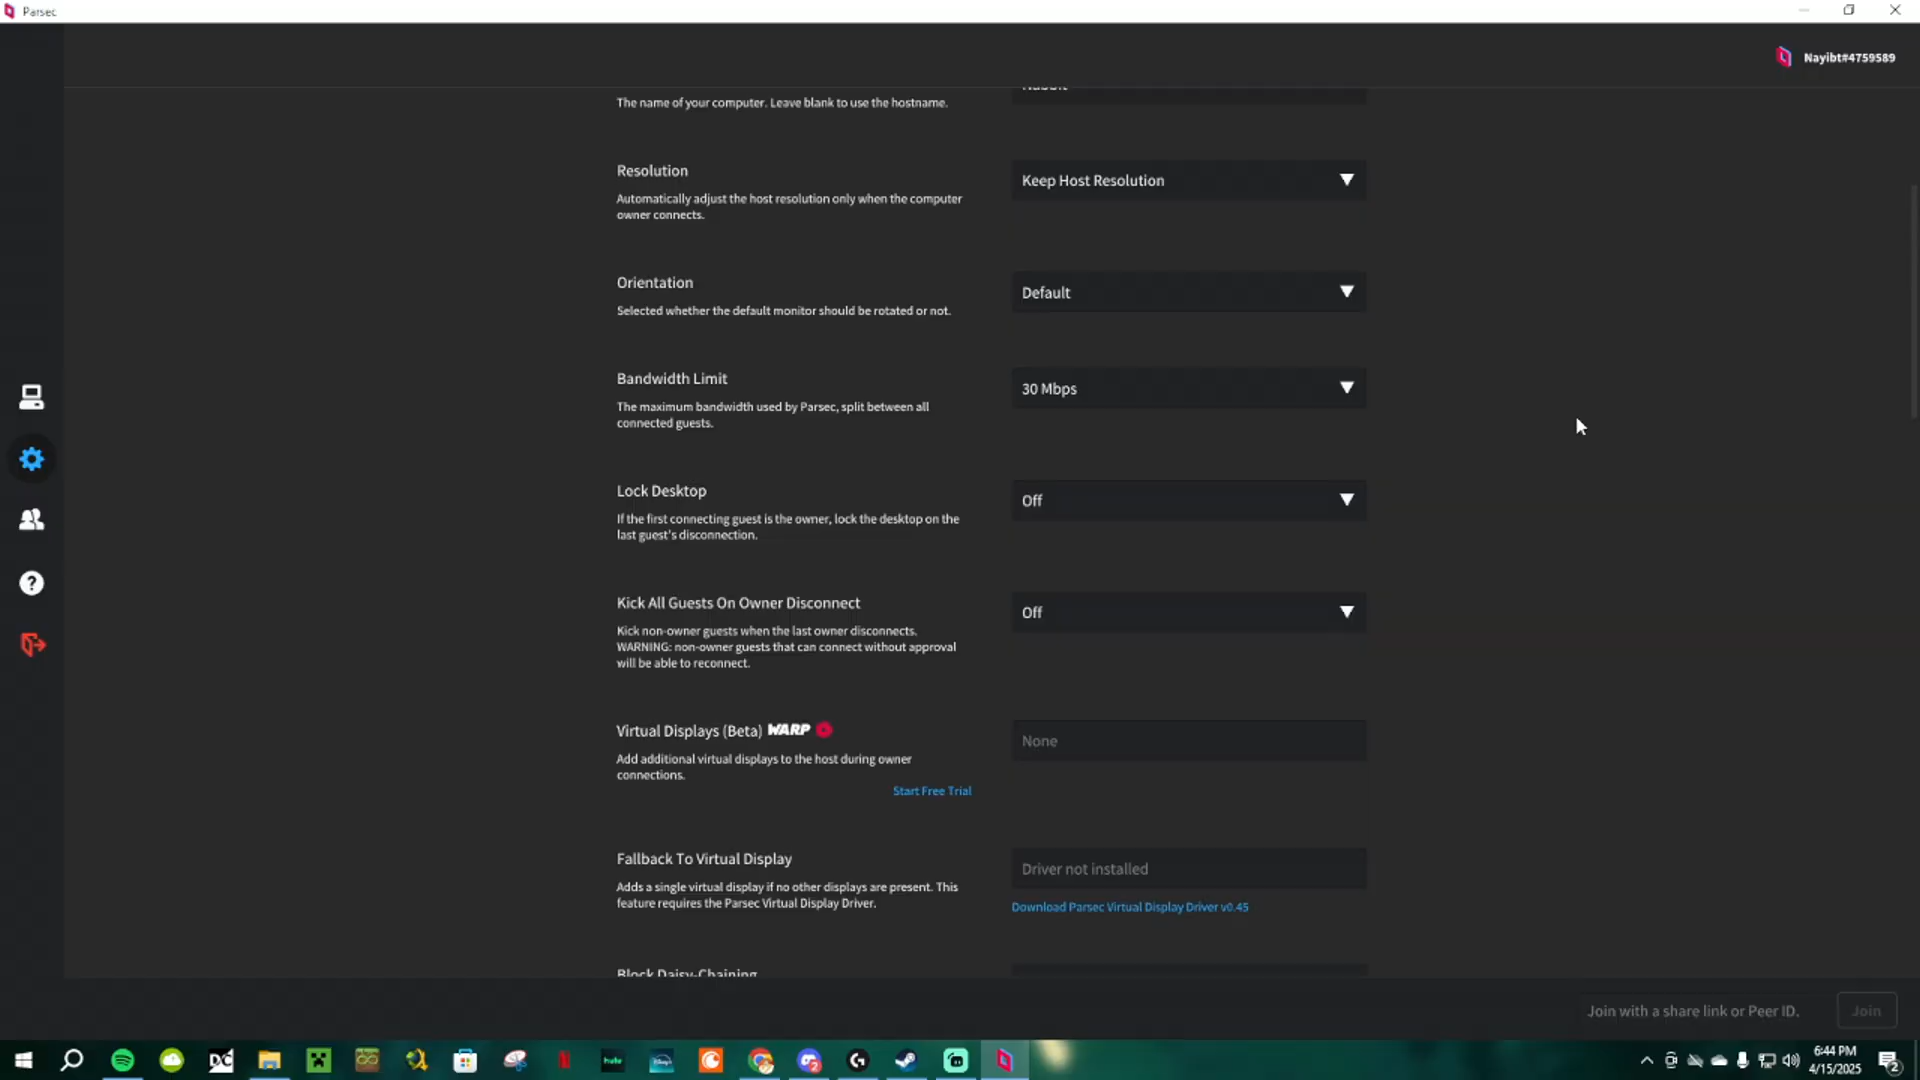 Parsec
Nayibt#4759589
The name of your computer. Leave blank to use the hostname.
Resolution
Keep Host Resolution
Automatically adjust the host resolution only when the computer
owner connects.
Orientation
Default
Selected whether the default monitor should be rotated or not.
Bandwidth Limit
30 Mbps
The maximum bandwidth used by Parsec, split between all
connected guests.
Lock Desktop
Off
If the first connecting guest is the owner, lock the desktop on the
last guest's disconnection.
Kick All Guests On Owner Disconnect
Off
Kick non-owner guests when the last owner disconnects.
WARNING: non-owner guests that can connect without approval
will be able to reconnect.
Virtual Displays (Beta) WARP
None
Add additional virtual displays to the host during owner
connections.
Start Free Trial
Fallback To Virtual Display
Driver not installed
Adds a single virtual display if no other displays are present. This
feature requires the Parsec Virtual Display Driver.
Download Parsec Virtual Display Driver v0.45
Block Daisy-Chaining
Join with a share link or Peer ID.
Join
DC
hulu
Disney+
6:44 PM
4/15/2025
2